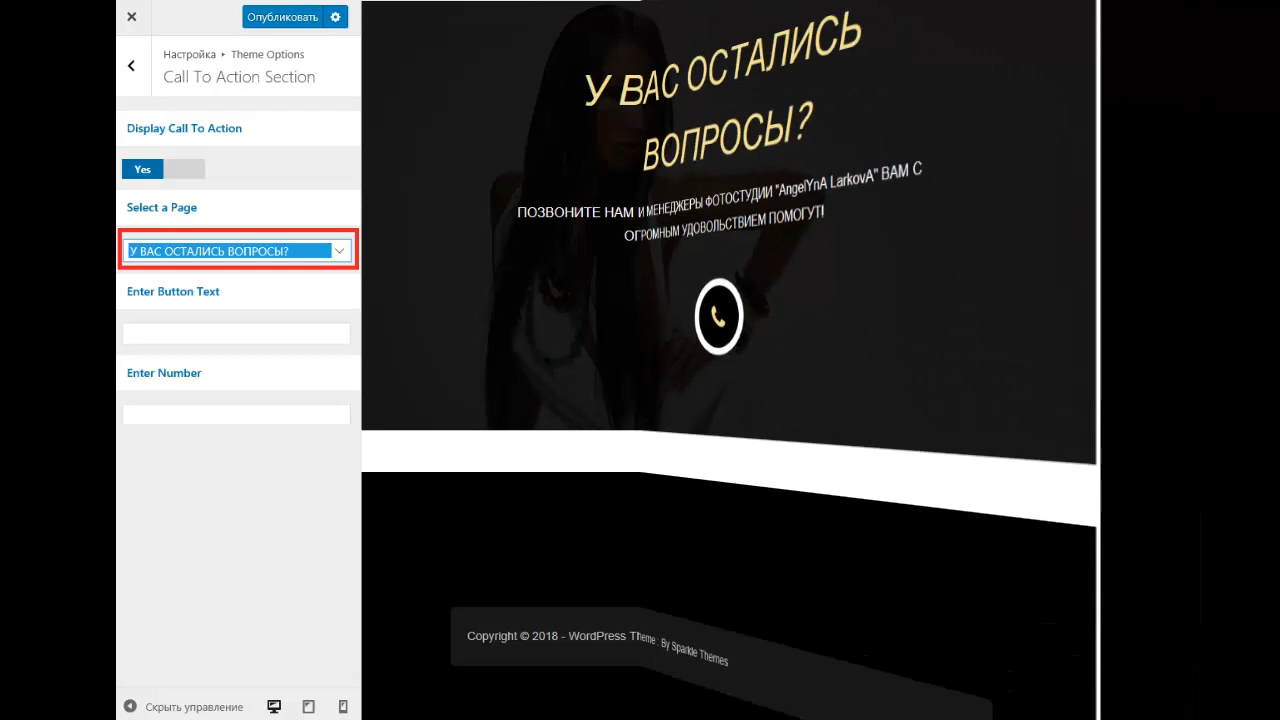 Опубликовать
Настройка ▸ Theme Options
Call To Action Section
Display Call To Action
Yes
Select a Page
У ВАС ОСТАЛИСЬ ВОПРОСЫ?
Enter Button Text
Enter Number
Скрыть управление
У ВАС ОСТАЛИСЬ
ВОПРОСЫ?
ПОЗВОНИТЕ НАМ И МЕНЕДЖЕРЫ ФОТОСТУДИИ "AngelYnA LarkovA" ВАМ С
ОГРОМНЫМ УДОВОЛЬСТВИЕМ ПОМОГУТ!
Copyright © 2018 - WordPress Theme : By Sparkle Themes